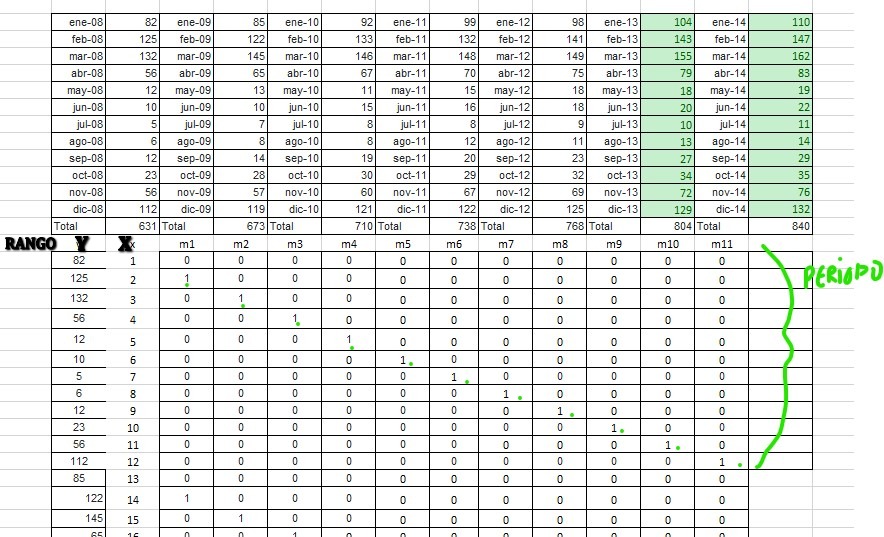 ene-08 82 ene-09 85 ene-10 92 ene-11 99 ene-12 98 ene-13 104 ene-14 110
feb-08 125 feb-09 122 feb-10 133 feb-11 132 feb-12 141 feb-13 143 feb-14 147
mar-08 132 mar-09 145 mar-10 146 mar-11 148 mar-12 149 mar-13 155 mar-14 162
abr-08 56 abr-09 65 abr-10 67 abr-11 70 abr-12 75 abr-13 79 abr-14 83
may-08 12 may-09 13 may-10 11 may-11 15 may-12 18 may-13 18 may-14 19
jun-08 10 jun-09 10 jun-10 15 jun-11 16 jun-12 18 jun-13 20 jun-14 22
jul-08 5 jul-09 7 jul-10 8 jul-11 8 jul-12 9 jul-13 10 jul-14 11
ago-08 6 ago-09 8 ago-10 8 ago-11 12 ago-12 11 ago-13 13 ago-14 14
sep-08 12 sep-09 14 sep-10 19 sep-11 20 sep-12 23 sep-13 27 sep-14 29
oct-08 23 oct-09 28 oct-10 30 oct-11 29 oct-12 32 oct-13 34 oct-14 35
nov-08 56 nov-09 57 nov-10 60 nov-11 67 nov-12 69 nov-13 72 nov-14 76
dic-08 112 dic-09 119 dic-10 121 dic-11 122 dic-12 125 dic-13 129 dic-14 132
Total 631 Total 673 Total 710 Total 738 Total 768 Total 804 Total 840
RANGO Y X x m1 m2 m3 m4 m5 m6 m7 m8 m9 m10 m11
82 1 0 0 0 0 0 0 0 0 0 0 0
PERIODO
125 2 1 0 0 0 0 0 0 0 0 0 0
132 3 0 1 0 0 0 0 0 0 0 0 0
56 4 0 0 1 0 0 0 0 0 0 0 0
12 5 0 0 0 1 0 0 0 0 0 0 0
10 6 0 0 0 0 1 0 0 0 0 0 0
5 7 0 0 0 0 0 1 0 0 0 0 0
6 8 0 0 0 0 0 0 1 0 0 0 0
12 9 0 0 0 0 0 0 0 1 0 0 0
23 10 0 0 0 0 0 0 0 0 1 0 0
56 11 0 0 0 0 0 0 0 0 0 1 0
112 12 0 0 0 0 0 0 0 0 0 0 1
85 13 0 0 0 0 0 0 0 0 0 0 0
122 14 1 0 0 0 0 0 0 0 0 0 0
145 15 0 1 0 0 0 0 0 0 0 0 0
65 16 0 0 1 0 0 0 0 0 0 0 0